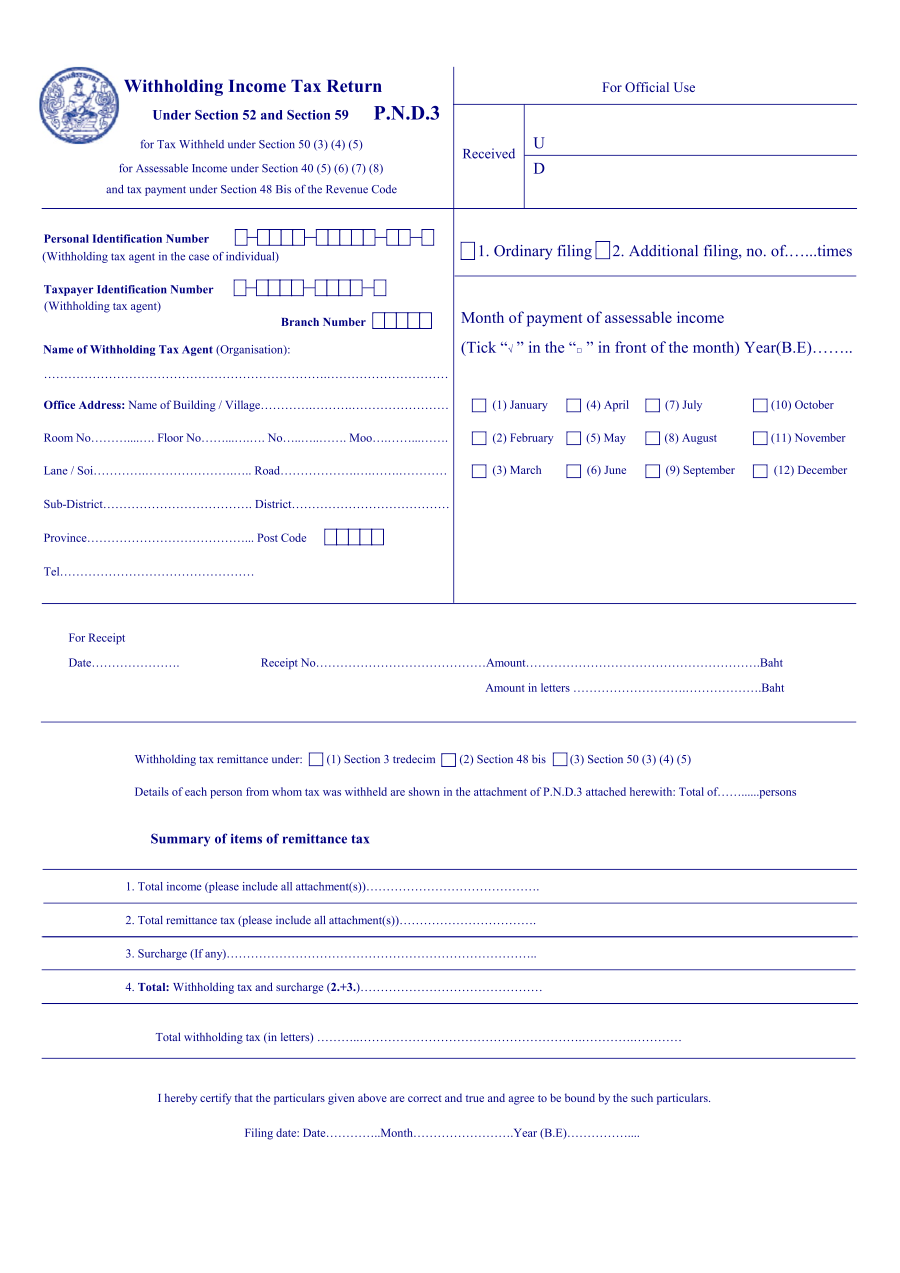 Withholding Income Tax Return
Under Section 52 and Section 59 P.N.D.3
for Tax Withheld under Section 50 (3) (4) (5)
for Assessable Income under Section 40 (5) (6) (7) (8)
and tax payment under Section 48 Bis of the Revenue Code
For Official Use
Received
U
D
Personal Identification Number
(Withholding tax agent in the case of individual)
Taxpayer Identification Number
(Withholding tax agent)
Branch Number
Name of Withholding Tax Agent (Organisation):
……………………………………………………………..…………………………
Office Address: Name of Building / Village…………..……….……………………
Room No………....…. Floor No……...….…. No….…..……. Moo…..……..…….
Lane / Soi………….…………….….. Road………………..….…..…………
Sub-District………………………………. District…………………………………
Province…………………………………... Post Code
Tel…………………………………………
1. Ordinary filing 2. Additional filing, no. of…...…times
Month of payment of assessable income
(Tick “√ ” in the “□ ” in front of the month) Year(B.E)……..
(1) January (4) April (7) July (10) October
(2) February (5) May (8) August (11) November
(3) March (6) June (9) September (12) December
For Receipt
Date………………….
Receipt No……………………………………Amount………………………………………………….Baht
Amount in letters ……………………….……………….Baht
Withholding tax remittance under: (1) Section 3 tredecim (2) Section 48 bis (3) Section 50 (3) (4) (5)
Details of each person from whom tax was withheld are shown in the attachment of P.N.D.3 attached herewith: Total of……......persons
Summary of items of remittance tax
1. Total income (please include all attachment(s))…………………………………….
2. Total remittance tax (please include all attachment(s))…………………………….
3. Surcharge (If any)…………………………………………………………………..
4. Total: Withholding tax and surcharge (2.+3.)………………………………………
Total withholding tax (in letters) ………..……………………………………………….………….…………
I hereby certify that the particulars given above are correct and true and agree to be bound by the such particulars.
Filing date: Date…………..Month…………………….Year (B.E)……………....